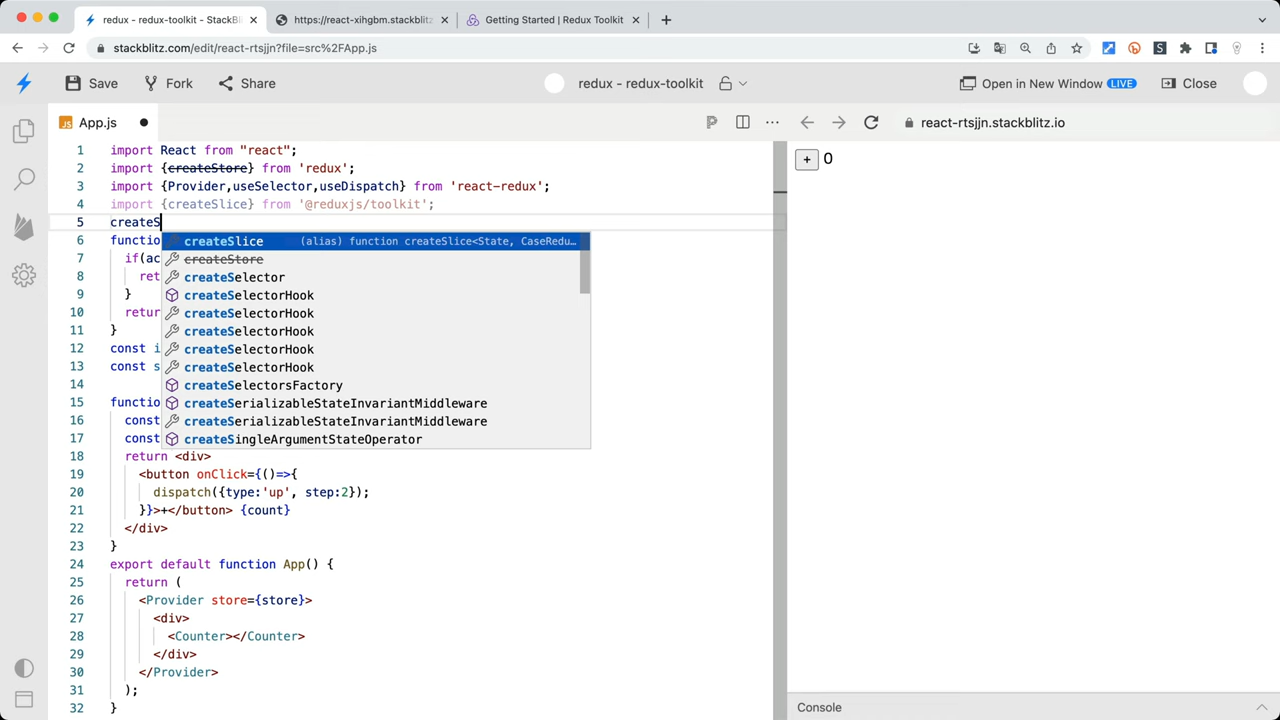 redux - redux-toolkit - StackBli
https://react-xihgbm.stackblitz
Getting Started | Redux Toolkit
stackblitz.com/edit/react-rtsjjn?file=src%2FApp.js
Save
Fork
Share
redux - redux-toolkit
Open in New Window LIVE
Close
JS App.js
react-rtsjjn.stackblitz.io
1 import React from "react";
2 import {createStore} from 'redux';
3 import {Provider,useSelector,useDispatch} from 'react-redux';
4 import {createSlice} from '@reduxjs/toolkit';
5 createS
6 functio
7 if(ac
8 ret
9 }
10 retur
11 }
12 const i
13 const s
14
15 functio
16 const
17 const
18 return <div>
19 <button onClick={()=>{
20 dispatch({type:'up', step:2});
21 }}>+</button> {count}
22 </div>
23 }
24 export default function App() {
25 return (
26 <Provider store={store}>
27 <div>
28 <Counter></Counter>
29 </div>
30 </Provider>
31 );
32 }
createSlice (alias) function createSlice<State, CaseRedu…
createStore
createSelector
createSelectorHook
createSelectorHook
createSelectorHook
createSelectorHook
createSelectorHook
createSelectorsFactory
createSerializableStateInvariantMiddleware
createSerializableStateInvariantMiddleware
createSingleArgumentStateOperator
+ 0
Console